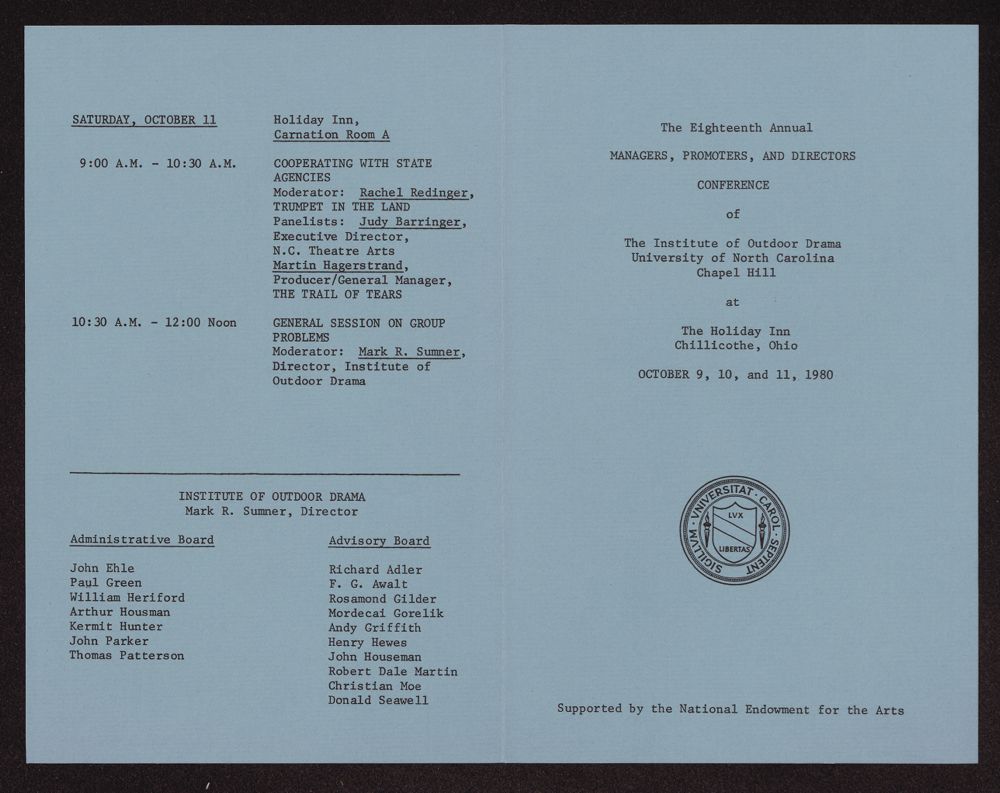 SATURDAY, OCTOBER 11
Holiday Inn,
Carnation Room A
9:00 A.M. - 10:30 A.M.
COOPERATING WITH STATE
AGENCIES
Moderator: Rachel Redinger,
TRUMPET IN THE LAND
Panelists: Judy Barringer,
Executive Director,
N.C. Theatre Arts
Martin Hagerstrand,
Producer/General Manager,
THE TRAIL OF TEARS
10:30 A.M. - 12:00 Noon
GENERAL SESSION ON GROUP
PROBLEMS
Moderator: Mark R. Sumner,
Director, Institute of
Outdoor Drama
INSTITUTE OF OUTDOOR DRAMA
Mark R. Sumner, Director
Administrative Board
John Ehle
Paul Green
William Heriford
Arthur Housman
Kermit Hunter
John Parker
Thomas Patterson
Advisory Board
Richard Adler
F. G. Awalt
Rosamond Gilder
Mordecai Gorelik
Andy Griffith
Henry Hewes
John Houseman
Robert Dale Martin
Christian Moe
Donald Seawell
The Eighteenth Annual
MANAGERS, PROMOTERS, AND DIRECTORS
CONFERENCE
of
The Institute of Outdoor Drama
University of North Carolina
Chapel Hill
at
The Holiday Inn
Chillicothe, Ohio
OCTOBER 9, 10, and 11, 1980
SIGILLVM · VNIVERSITAT · CAROL · SEPTENT
LVX
LIBERTAS
Supported by the National Endowment for the Arts